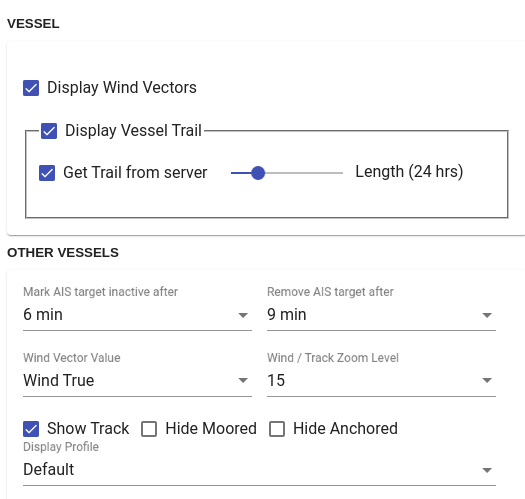 VESSEL
Display Wind Vectors
Display Vessel Trail
Get Trail from server Length (24 hrs)
OTHER VESSELS
Mark AIS target inactive after Remove AIS target after
6 min 9 min
Wind Vector Value Wind / Track Zoom Level
Wind True 15
Show Track Hide Moored Hide Anchored
Display Profile
Default